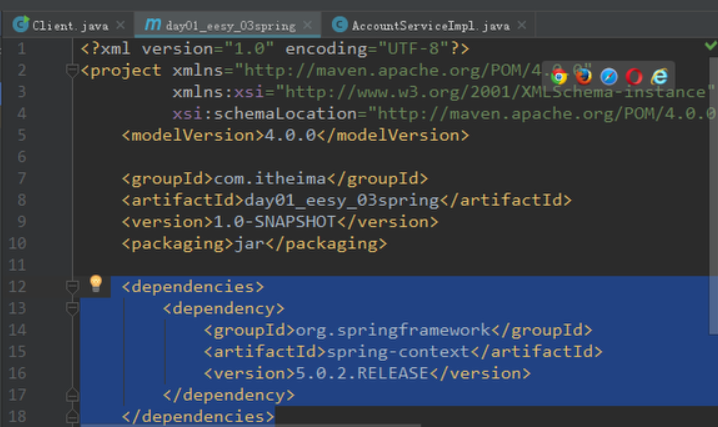 Client.java
day01_eesy_03spring
AccountServiceImpl.java
1 <?xml version="1.0" encoding="UTF-8"?>
2 <project xmlns="http://maven.apache.org/POM/4.0.0"
3 xmlns:xsi="http://www.w3.org/2001/XMLSchema-instance"
4 xsi:schemaLocation="http://maven.apache.org/POM/4.0.0
5 <modelVersion>4.0.0</modelVersion>
6
7 <groupId>com.itheima</groupId>
8 <artifactId>day01_eesy_03spring</artifactId>
9 <version>1.0-SNAPSHOT</version>
10 <packaging>jar</packaging>
11
12 <dependencies>
13 <dependency>
14 <groupId>org.springframework</groupId>
15 <artifactId>spring-context</artifactId>
16 <version>5.0.2.RELEASE</version>
17 </dependency>
18 </dependencies>